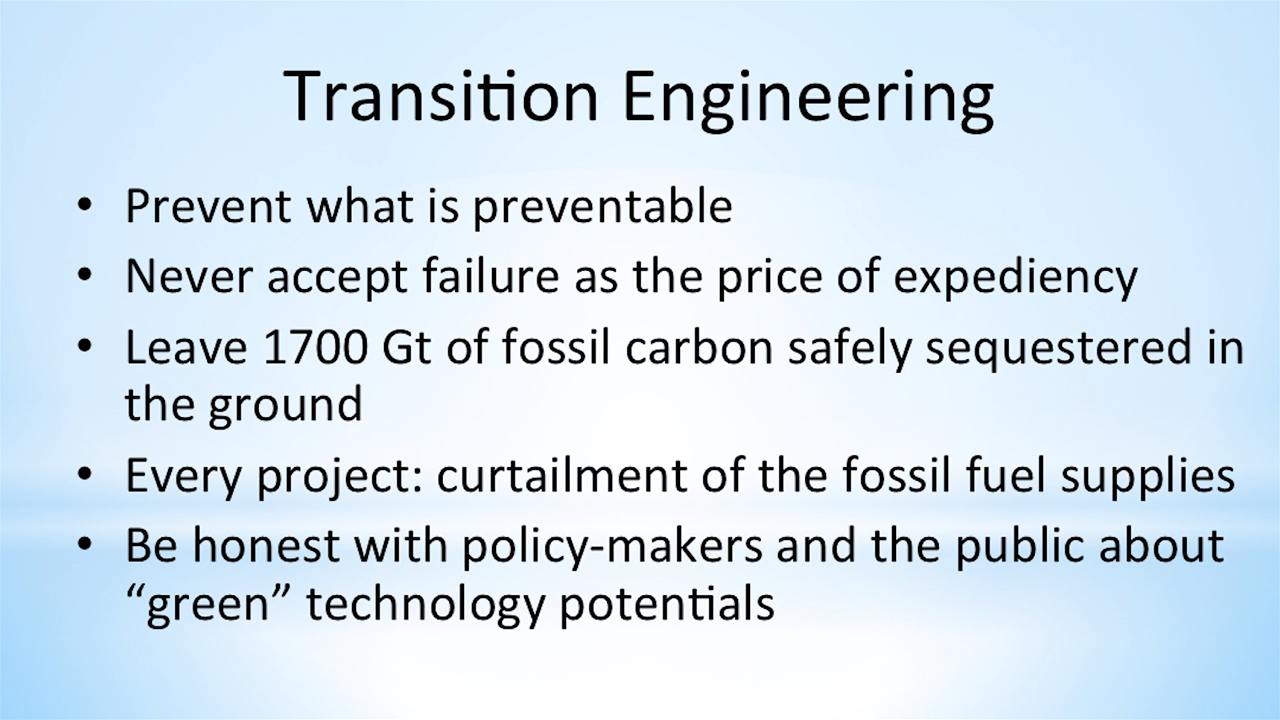 Transition Engineering
• Prevent what is preventable
• Never accept failure as the price of expediency
• Leave 1700 Gt of fossil carbon safely sequestered in
the ground
• Every project: curtailment of the fossil fuel supplies
• Be honest with policy-makers and the public about
“green” technology potentials